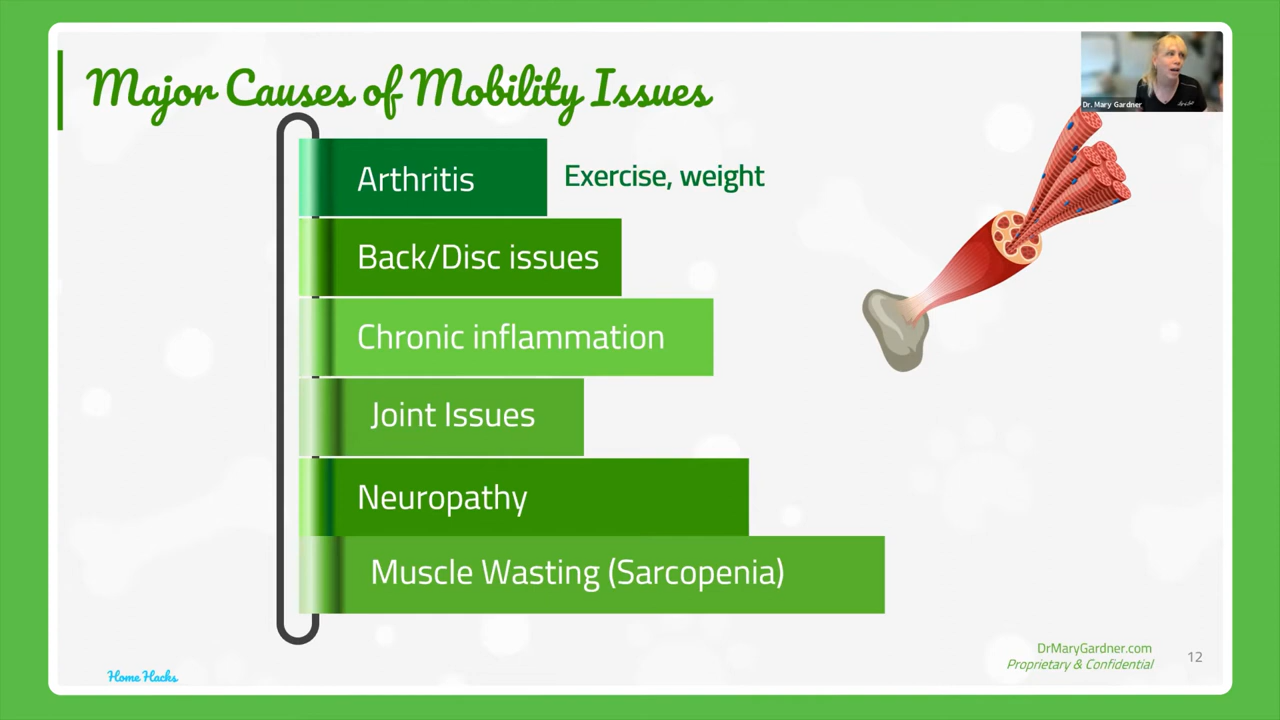 Major Causes of Mobility Issues
Dr. Mary Gardner
Arthritis
Exercise, weight
Back/Disc issues
Chronic inflammation
Joint Issues
Neuropathy
Muscle Wasting (Sarcopenia)
DrMaryGardner.com
Proprietary & Confidential
12
Home Hacks